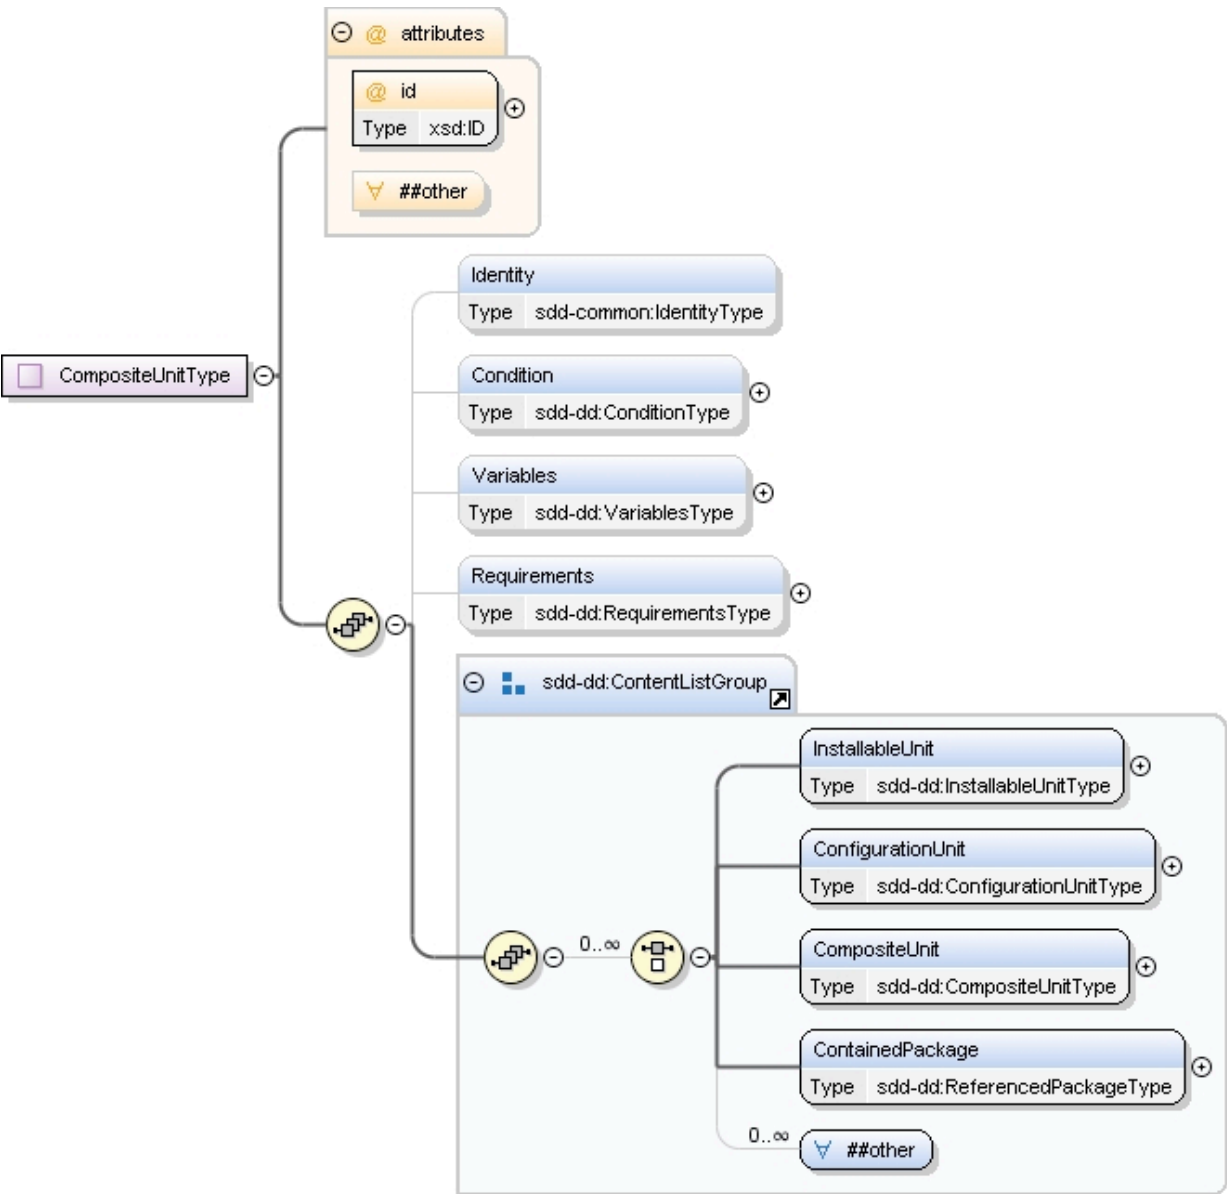 @ attributes
@ id
Type xsd:ID
##other
Identity
Type sdd-common:IdentityType
CompositeUnitType
Condition
Type sdd-dd:ConditionType
Variables
Type sdd-dd:VariablesType
Requirements
Type sdd-dd:RequirementsType
sdd-dd:ContentListGroup
InstallableUnit
Type sdd-dd:InstallableUnitType
ConfigurationUnit
Type sdd-dd:ConfigurationUnitType
0..∞
CompositeUnit
Type sdd-dd:CompositeUnitType
ContainedPackage
Type sdd-dd:ReferencedPackageType
0..∞
##other